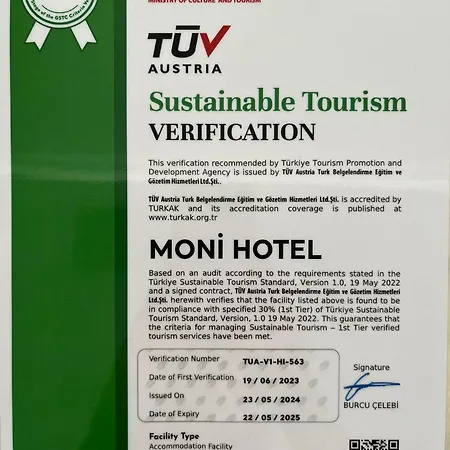 MINISTRY OF CULTURE AND TOURISM
of the GSTC Criteria
TÜV
AUSTRIA
Sustainable Tourism
VERIFICATION
This verification recommended by Türkiye Tourism Promotion and
Development Agency is issued by TÜV Austria Turk Belgelendirme Eğitim ve
Gözetim Hizmetleri Ltd.Şti..
TÜV Austria Turk Belgelendirme Eğitim ve Gözetim Hizmetleri Ltd.Şti. is accredited by
TURKAK and its accreditation coverage is published at
www.turkak.org.tr
MONİ HOTEL
Based on an audit according to the requirements stated in the
Türkiye Sustainable Tourism Standard, Version 1.0, 19 May 2022
and a signed contract, TÜV Austria Turk Belgelendirme Eğitim ve Gözetim Hizmetleri
Ltd.Şti. herewith verifies that the facility listed above is found to be
in compliance with specified 30% (1st Tier) of Türkiye Sustainable
Tourism Standard, Version, 1.0 19 May 2022. This guarantees that
the criteria for managing Sustainable Tourism – 1st Tier verified
tourism services have been met.
Verification Number TUA-V1-HI-563
Date of First Verification 19 / 06 / 2023
Issued On 23 / 05 / 2024
Date of Expiry 22 / 05 / 2025
Signature
BURCU ÇELEBİ
Facility Type
Accommodation Facility